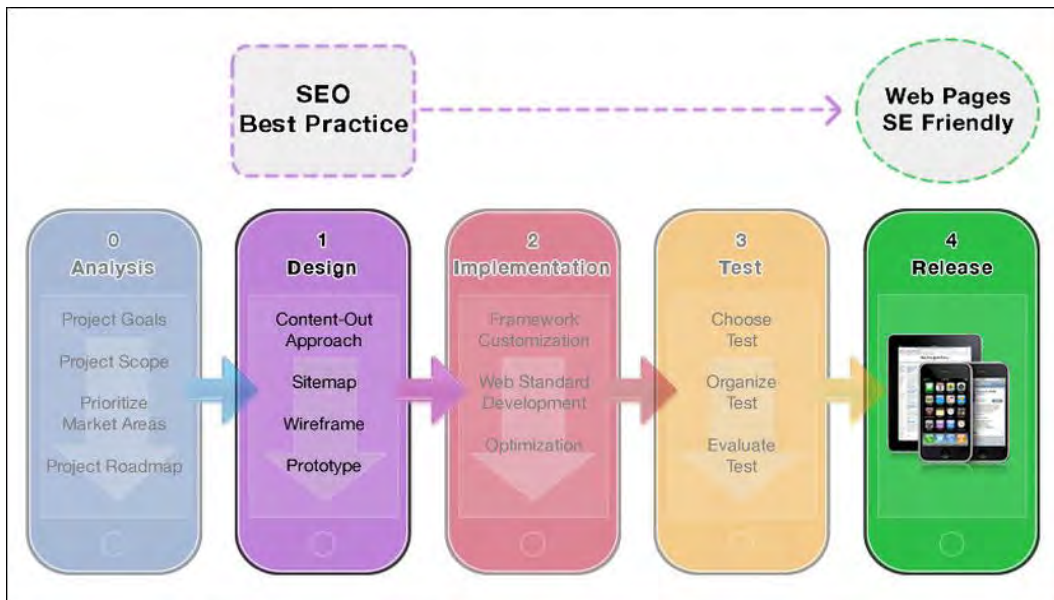 SEO
Best Practice
Web Pages
SE Friendly
0
Analysis
Project Goals
Project Scope
Prioritize
Market Areas
Project Roadmap
1
Design
Content-Out
Approach
Sitemap
Wireframe
Prototype
2
Implementation
Framework
Customization
Web Standard
Development
Optimization
3
Test
Choose
Test
Organize
Test
Evaluate
Test
4
Release